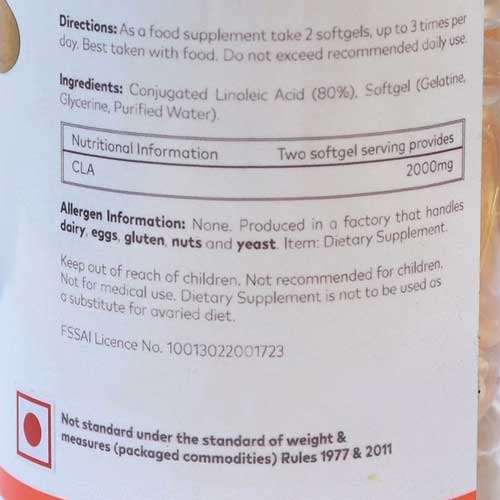 Directions: As a food supplement take 2 softgels, up to 3 times per
day. Best taken with food. Do not exceed recommended daily use.
Ingredients: Conjugated Linoleic Acid (80%), Softgel (Gelatine,
Glycerine, Purified Water).
Nutritional Information Two softgel serving provides
CLA 2000mg
Allergen Information: None. Produced in a factory that handles
dairy, eggs, gluten, nuts and yeast. Item: Dietary Supplement.
Keep out of reach of children. Not recommended for children.
Not for medical use. Dietary Supplement is not to be used as
a substitute for avaried diet.
FSSAI Licence No. 10013022001723
Not standard under the standard of weight &
measures (packaged commodities) Rules 1977 & 2011